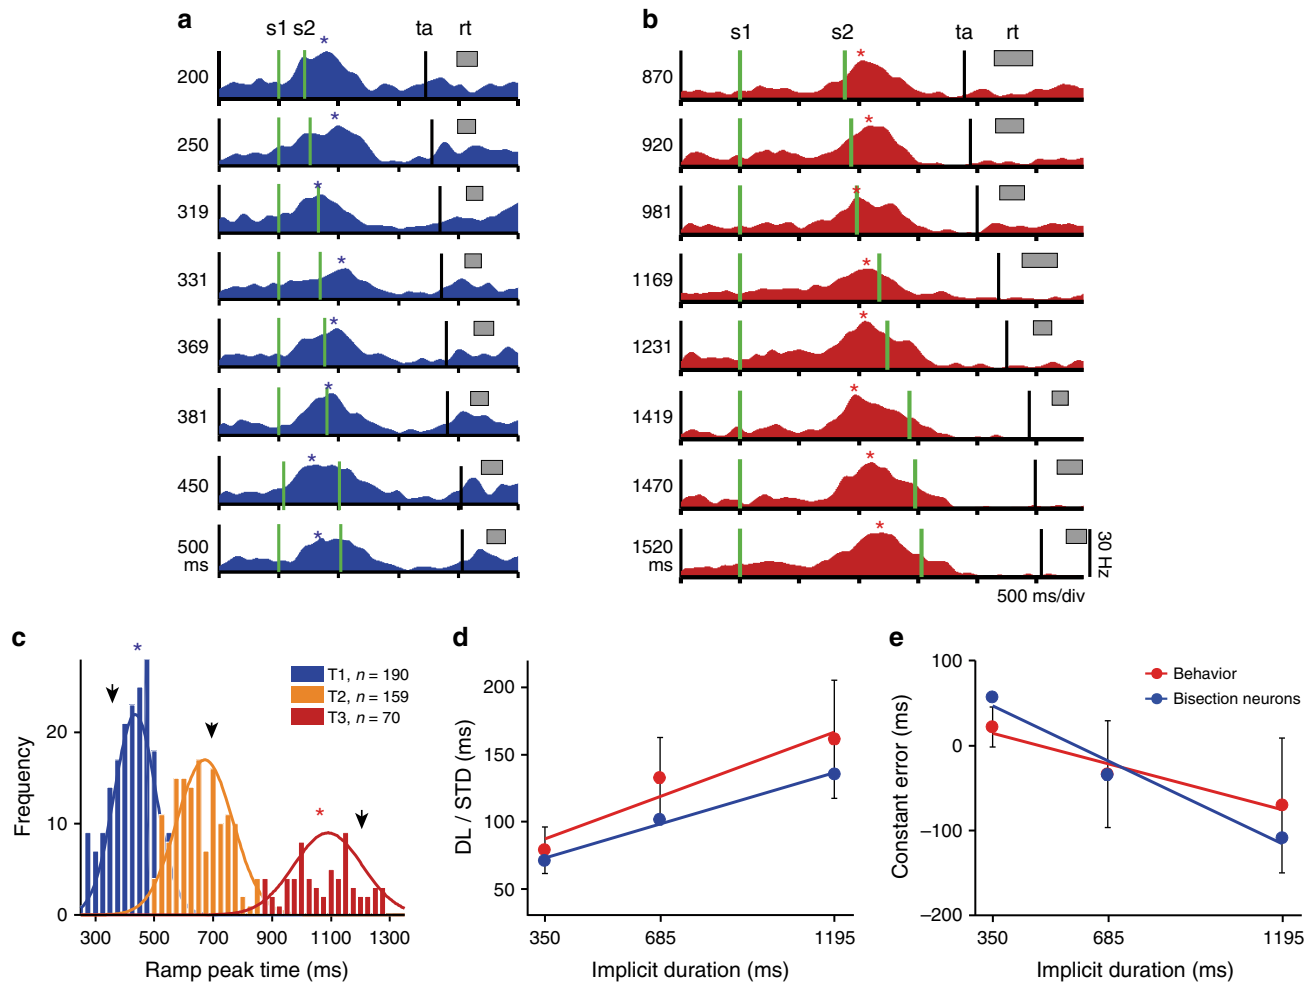 a
s1 s2 ta rt
*
200
*
250
*
319
*
331
*
369
*
381
*
450
*
500
ms
b
s1 s2 ta rt
*
870
*
920
*
981
*
1169
*
1231
*
1419
*
1470
*
1520
ms
30 Hz
500 ms/div
c
*
T1, n = 190
T2, n = 159
T3, n = 70
*
Frequency
20
10
0
300 500 700 900 1100 1300
Ramp peak time (ms)
d
DL / STD (ms)
200
150
100
50
350 685 1195
Implicit duration (ms)
e
Behavior
Bisection neurons
Constant error (ms)
100
0
−100
−200
350 685 1195
Implicit duration (ms)